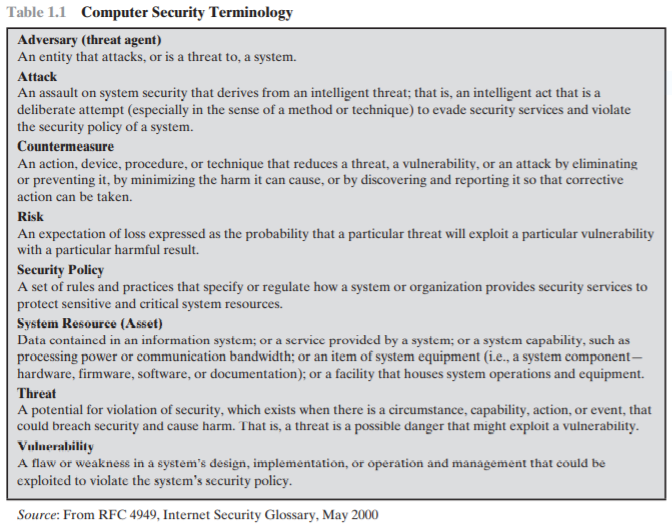 Table 1.1 Computer Security Terminology
Adversary (threat agent)
An entity that attacks, or is a threat to, a system.
Attack
An assault on system security that derives from an intelligent threat; that is, an intelligent act that is a
deliberate attempt (especially in the sense of a method or technique) to evade security services and violate
the security policy of a system.
Countermeasure
An action, device, procedure, or technique that reduces a threat, a vulnerability, or an attack by eliminating
or preventing it, by minimizing the harm it can cause, or by discovering and reporting it so that corrective
action can be taken.
Risk
An expectation of loss expressed as the probability that a particular threat will exploit a particular vulnerability
with a particular harmful result.
Security Policy
A set of rules and practices that specify or regulate how a system or organization provides security services to
protect sensitive and critical system resources.
System Resource (Asset)
Data contained in an information system; or a service provided by a system; or a system capability, such as
processing power or communication bandwidth; or an item of system equipment (i.e., a system component—
hardware, firmware, software, or documentation); or a facility that houses system operations and equipment.
Threat
A potential for violation of security, which exists when there is a circumstance, capability, action, or event, that
could breach security and cause harm. That is, a threat is a possible danger that might exploit a vulnerability.
Vulnerability
A flaw or weakness in a system's design, implementation, or operation and management that could be
exploited to violate the system's security policy.
Source: From RFC 4949, Internet Security Glossary, May 2000